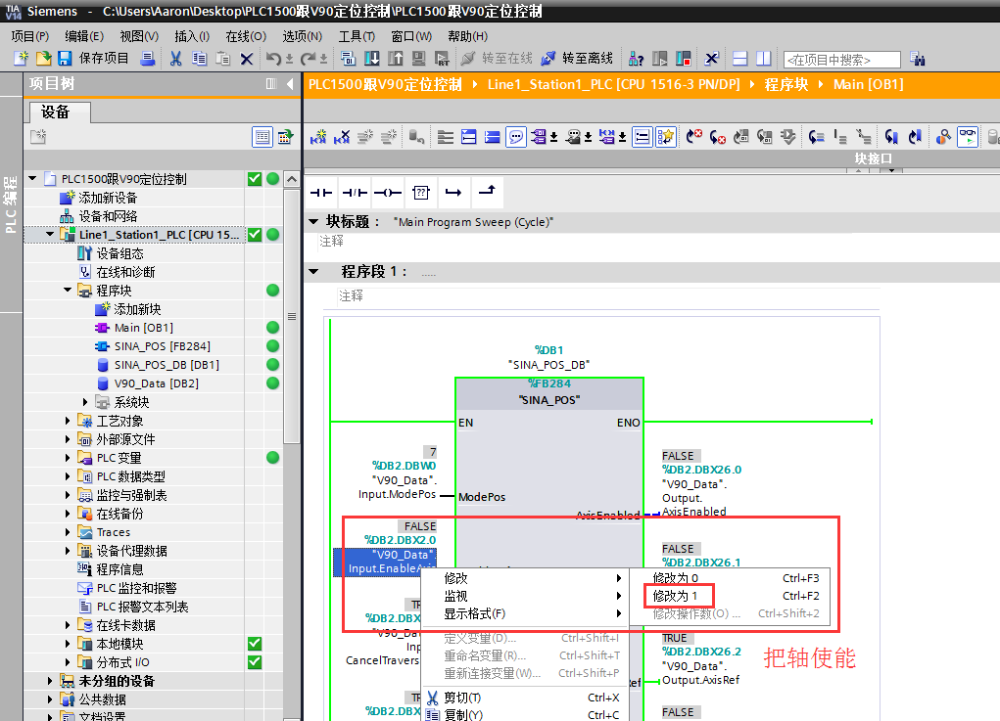 TIA V14
Siemens - C:\Users\Aaron\Desktop\PLC1500跟V90定位控制\PLC1500跟V90定位控制
项目(P) 编辑(E) 视图(V) 插入(I) 在线(O) 选项(N) 工具(T) 窗口(W) 帮助(H)
保存项目 转至在线 转至离线 <在项目中搜索>
项目树
PLC1500跟V90定位控制 Line1_Station1_PLC [CPU 1516-3 PN/DP] 程序块 Main [OB1]
设备
块接口
PLC 编程
PLC1500跟V90定位控制
添加新设备
设备和网络
Line1_Station1_PLC [CPU 15...
设备组态
在线和诊断
程序块
添加新块
Main [OB1]
SINA_POS [FB284]
SINA_POS_DB [DB1]
V90_Data [DB2]
系统块
工艺对象
外部源文件
PLC 变量
PLC 数据类型
监控与强制表
在线备份
Traces
设备代理数据
程序信息
PLC 监控和报警
PLC 报警文本列表
在线卡数据
本地模块
分布式 I/O
未分组的设备
公共数据
文档设置
块标题： "Main Program Sweep (Cycle)"
注释
程序段 1： .....
注释
%DB1
"SINA_POS_DB"
%FB284
"SINA_POS"
EN ENO
7
%DB2.DBW0
"V90_Data".
Input.ModePos
ModePos
FALSE
%DB2.DBX26.0
"V90_Data".
Output.
AxisEnabled
AxisEnabled
FALSE
%DB2.DBX2.0
"V90_Data".
Input.EnableAxis
FALSE
%DB2.DBX26.1
修改
监视
显示格式(F)
定义变量(D)... Ctrl+Shift+I
重命名变量(R)... Ctrl+Shift+T
重新连接变量(W)... Ctrl+Shift+P
剪切(T) Ctrl+X
复制(Y) Ctrl+C
修改为 0 Ctrl+F3
修改为 1 Ctrl+F2
修改操作数(O) ... Ctrl+Shift+2
%DB2.DBX
"V90_Da
CancelTravers
TRUE
%DB2.DBX26.2
"V90_Data".
Output.AxisRef
%DB2.DBX
FALSE
把轴使能